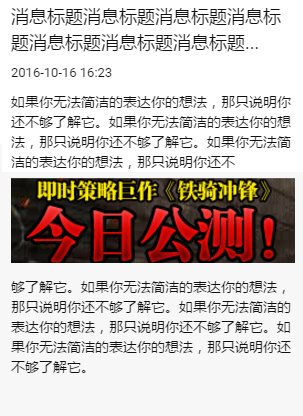 消息标题消息标题消息标题消息标
题消息标题消息标题消息标题...
2016-10-16 16:23
如果你无法简洁的表达你的想法，那只说明你
还不够了解它。如果你无法简洁的表达你的想
法，那只说明你还不够了解它。如果你无法简
洁的表达你的想法，那只说明你还不
即时策略巨作《铁骑冲锋》
今日公测！
够了解它。如果你无法简洁的表达你的想法，
那只说明你还不够了解它。如果你无法简洁的
表达你的想法，那只说明你还不够了解它。如
果你无法简洁的表达你的想法，那只说明你还
不够了解它。